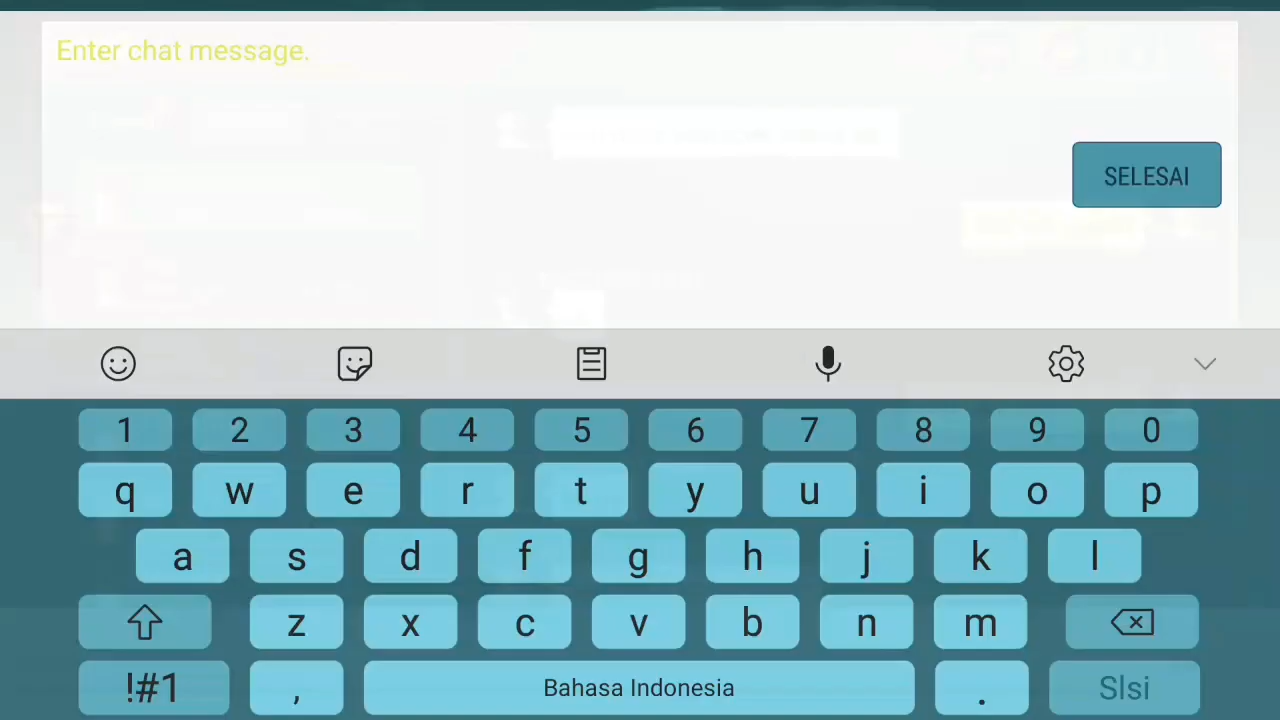 Enter chat message.
SELESAI
1 2 3 4 5 6 7 8 9 0
q w e r t y u i o p
a s d f g h j k l
z x c v b n m
!#1 , Bahasa Indonesia . Slsi